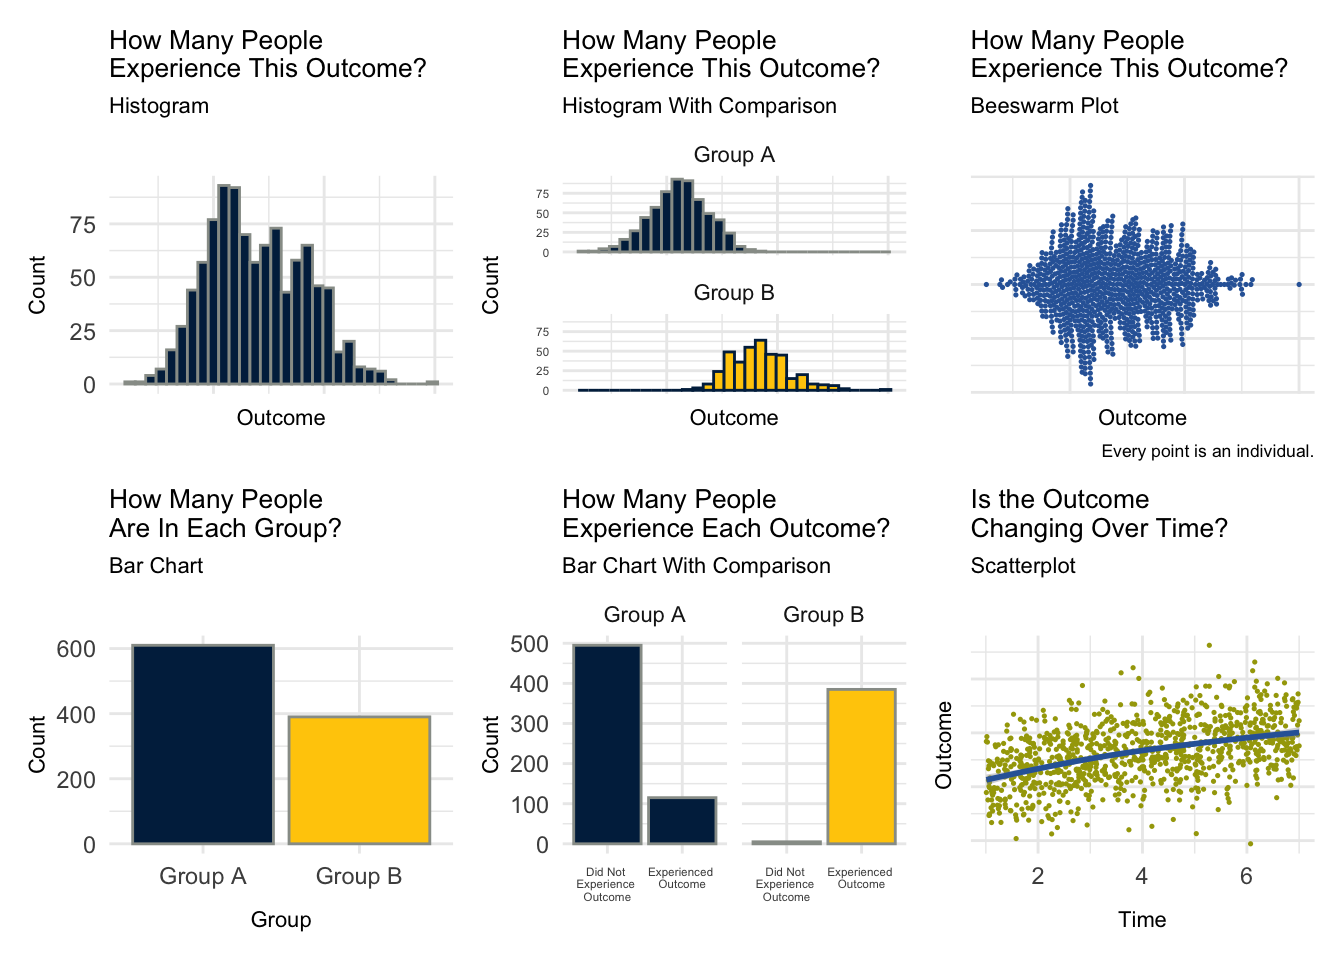 How Many People
Experience This Outcome?
Histogram
75
50
25
0
Count
Outcome
How Many People
Experience This Outcome?
Histogram With Comparison
Group A
75
50
25
0
Count
Group B
75
50
25
0
Outcome
How Many People
Experience This Outcome?
Beeswarm Plot
Outcome
Every point is an individual.
How Many People
Are In Each Group?
Bar Chart
600
400
200
0
Count
Group A Group B
Group
How Many People
Experience Each Outcome?
Bar Chart With Comparison
Group A Group B
500
400
300
200
100
0
Count
Did Not
Experience
Outcome
Experienced
Outcome
Did Not
Experience
Outcome
Experienced
Outcome
Is the Outcome
Changing Over Time?
Scatterplot
Outcome
2 4 6
Time